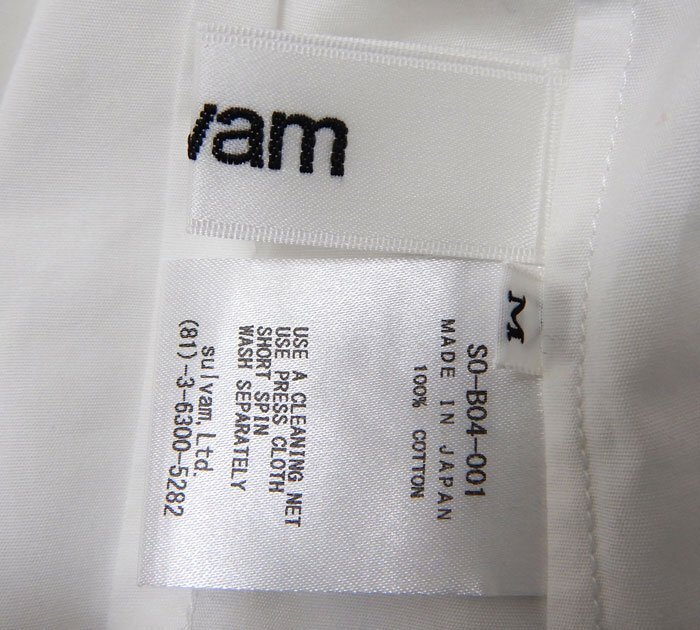 vam
M
SO-B04-001
MADE IN JAPAN
100% COTTON
USE A CLEANING NET
USE PRESS CLOTH
SHORT SPIN
WASH SEPARATELY
sulvam,Ltd.
(81)-3-6300-5282